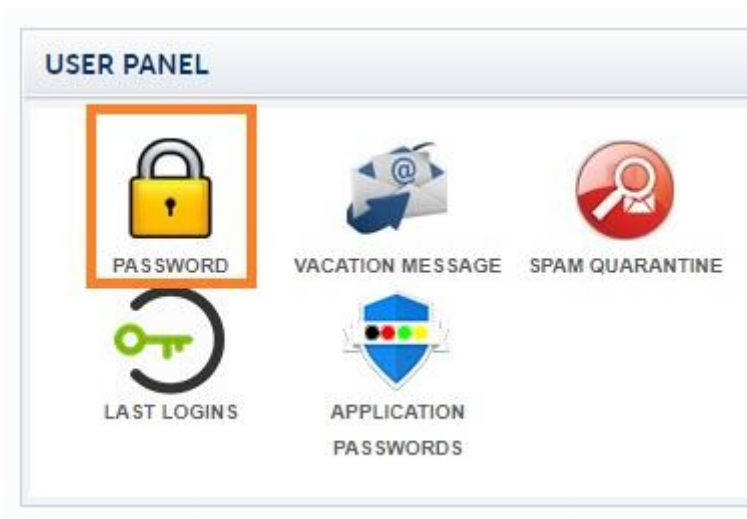 USER PANEL
PASSWORD
VACATION MESSAGE
SPAM QUARANTINE
LAST LOGINS
APPLICATION
PASSWORDS